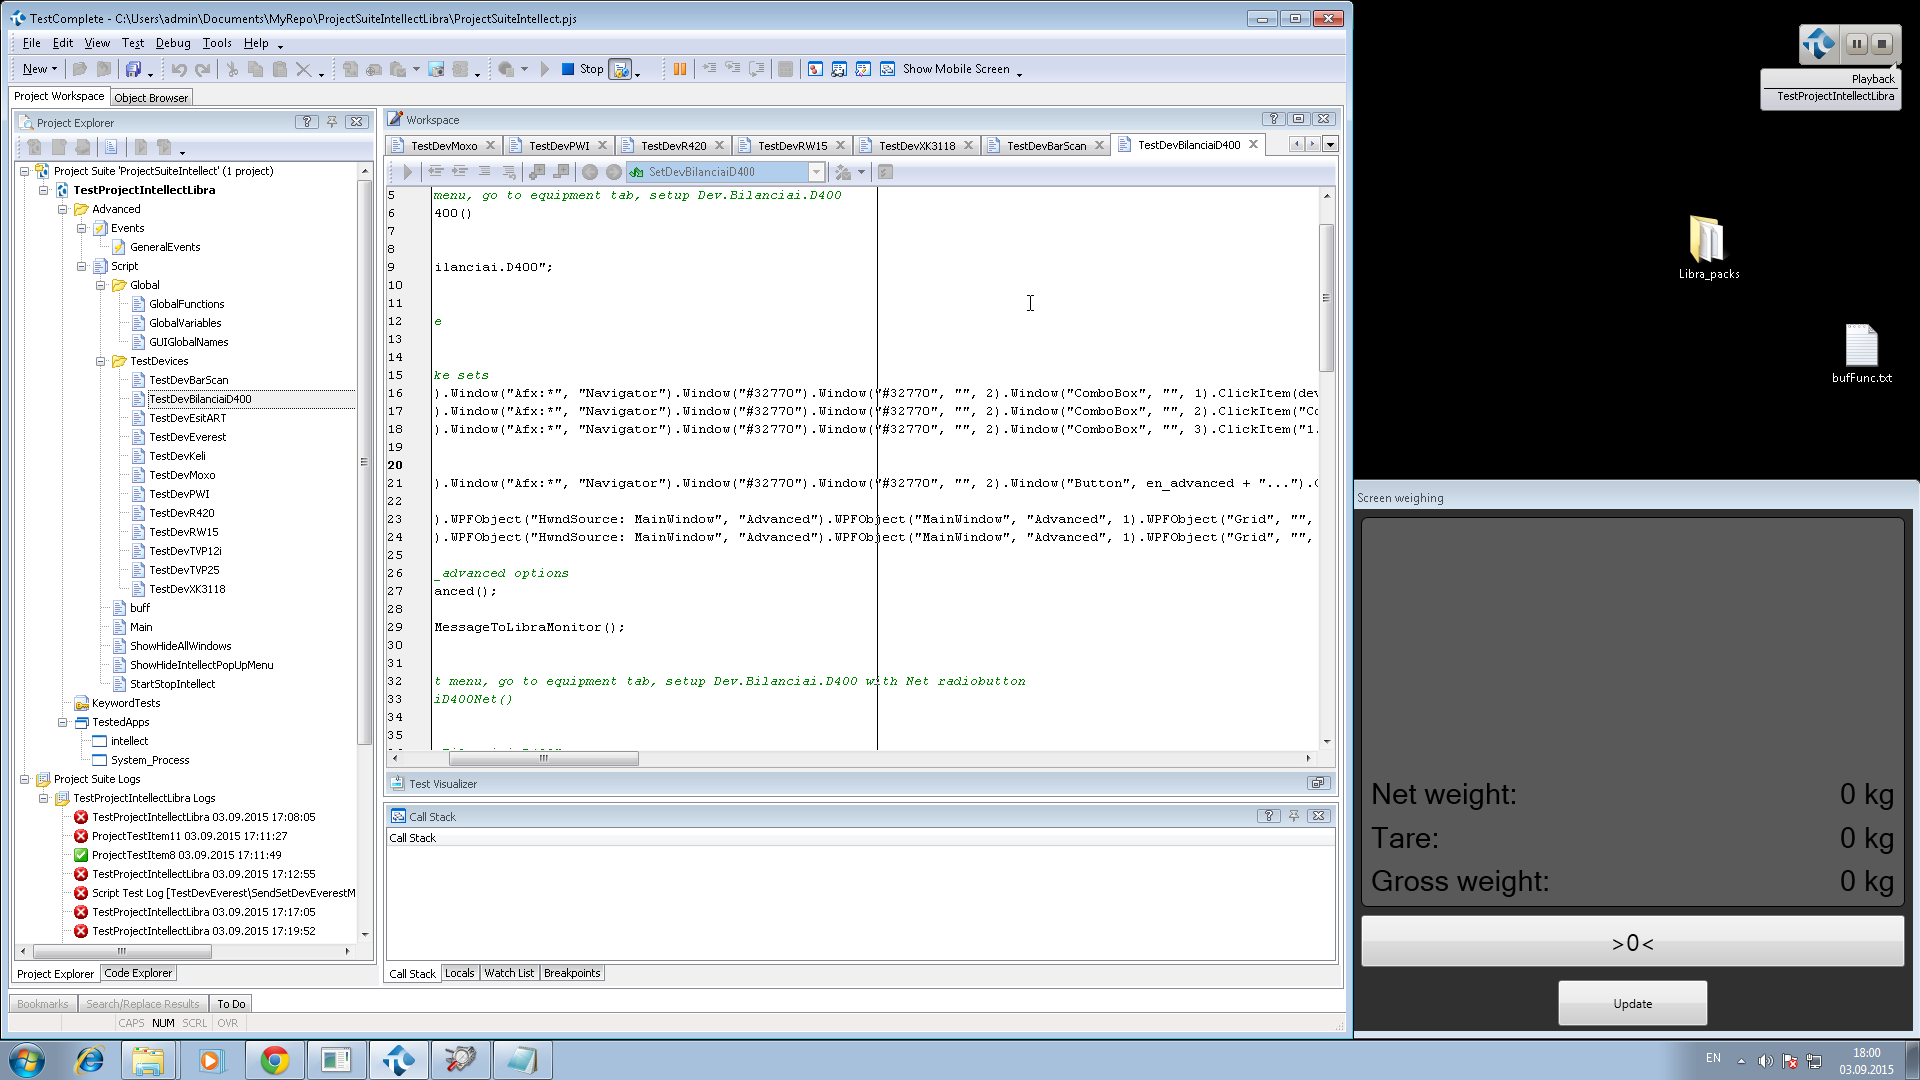 TestComplete - C:\Users\admin\Documents\MyRepo\ProjectSuiteIntellectLibra\ProjectSuiteIntellect.pjs
File Edit View Test Debug Tools Help
New Stop Show Mobile Screen
Project Workspace Object Browser
Project Explorer
Project Suite 'ProjectSuiteIntellect' (1 project)
TestProjectIntellectLibra
Advanced
Events
GeneralEvents
Script
Global
GlobalFunctions
GlobalVariables
GUIGlobalNames
TestDevices
TestDevBarScan
TestDevBilanciaiD400
TestDevEsitART
TestDevEverest
TestDevKeli
TestDevMoxo
TestDevPWI
TestDevR420
TestDevRW15
TestDevTVP12i
TestDevTVP25
TestDevXK3118
buff
Main
ShowHideAllWindows
ShowHideIntellectPopUpMenu
StartStopIntellect
KeywordTests
TestedApps
intellect
System_Process
Project Suite Logs
TestProjectIntellectLibra Logs
TestProjectIntellectLibra 03.09.2015 17:08:05
ProjectTestItem11 03.09.2015 17:11:27
ProjectTestItem8 03.09.2015 17:11:49
TestProjectIntellectLibra 03.09.2015 17:12:55
Script Test Log [TestDevEverest\SendSetDevEverestM
TestProjectIntellectLibra 03.09.2015 17:17:05
TestProjectIntellectLibra 03.09.2015 17:19:52
Project Explorer Code Explorer
Workspace
TestDevMoxo TestDevPWI TestDevR420 TestDevRW15 TestDevXK3118 TestDevBarScan TestDevBilanciaiD400
SetDevBilanciaiD400
5 menu, go to equipment tab, setup Dev.Bilanciai.D400
6 400()
7
8
9 ilanciai.D400";
10
11
12 e
13
14
15 ke sets
16 ).Window("Afx:*", "Navigator").Window("#32770").Window("#32770", "", 2).Window("ComboBox", "", 1).ClickItem(dev
17 ).Window("Afx:*", "Navigator").Window("#32770").Window("#32770", "", 2).Window("ComboBox", "", 2).ClickItem("Co
18 ).Window("Afx:*", "Navigator").Window("#32770").Window("#32770", "", 2).Window("ComboBox", "", 3).ClickItem("1.
19
20
21 ).Window("Afx:*", "Navigator").Window("#32770").Window("#32770", "", 2).Window("Button", en_advanced + "...").C
22
23 ).WPFObject("HwndSource: MainWindow", "Advanced").WPFObject("MainWindow", "Advanced", 1).WPFObject("Grid", "",
24 ).WPFObject("HwndSource: MainWindow", "Advanced").WPFObject("MainWindow", "Advanced", 1).WPFObject("Grid", "",
25
26 _advanced options
27 anced();
28
29 MessageToLibraMonitor();
30
31
32 t menu, go to equipment tab, setup Dev.Bilanciai.D400 with Net radiobutton
33 iD400Net()
34
35
Test Visualizer
Call Stack
Call Stack
Call Stack Locals Watch List Breakpoints
Bookmarks Search/Replace Results To Do
CAPS NUM SCRL OVR
Playback
TestProjectIntellectLibra
Libra_packs
bufFunc.txt
Screen weighing
Net weight: 0 kg
Tare: 0 kg
Gross weight: 0 kg
>0<
Update
EN
18:00
03.09.2015